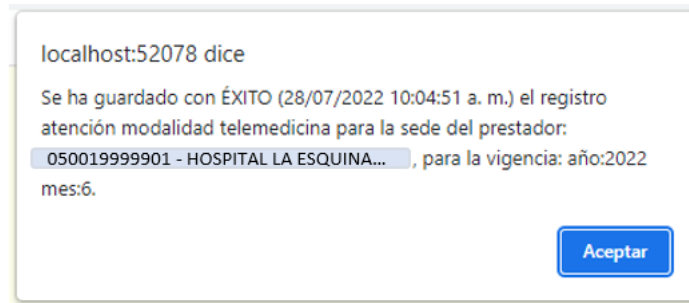 localhost:52078 dice
Se ha guardado con ÉXITO (28/07/2022 10:04:51 a. m.) el registro
atención modalidad telemedicina para la sede del prestador:
050019999901 - HOSPITAL LA ESQUINA... , para la vigencia: año:2022
mes:6.
Aceptar